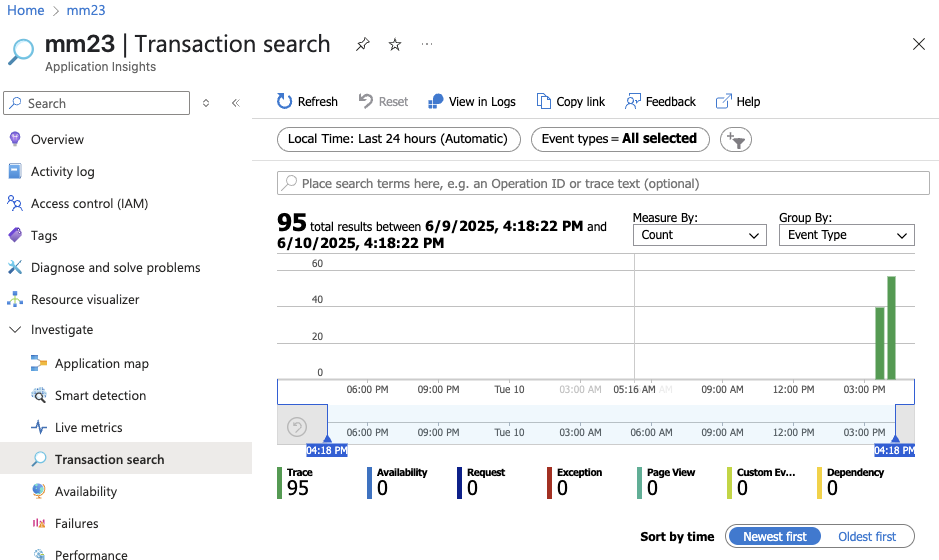 Home > mm23
mm23 | Transaction search
Application Insights
Search
Overview
Activity log
Access control (IAM)
Tags
Diagnose and solve problems
Resource visualizer
Investigate
Application map
Smart detection
Live metrics
Transaction search
Availability
Failures
Performance
Refresh Reset View in Logs Copy link Feedback Help
Local Time: Last 24 hours (Automatic) Event types = All selected
Place search terms here, e.g. an Operation ID or trace text (optional)
95 total results between 6/9/2025, 4:18:22 PM and
6/10/2025, 4:18:22 PM
Measure By: Group By:
Count Event Type
60
40
20
0
06:00 PM 09:00 PM Tue 10 03:00 AM 05:16 AM AM 09:00 AM 12:00 PM 03:00 PM
06:00 PM 09:00 PM Tue 10 03:00 AM 06:00 AM 09:00 AM 12:00 PM 03:00 PM
04:18 PM 04:18 PM
Trace Availability Request Exception Page View Custom Ev... Dependency
95 0 0 0 0 0 0
Sort by time Newest first Oldest first